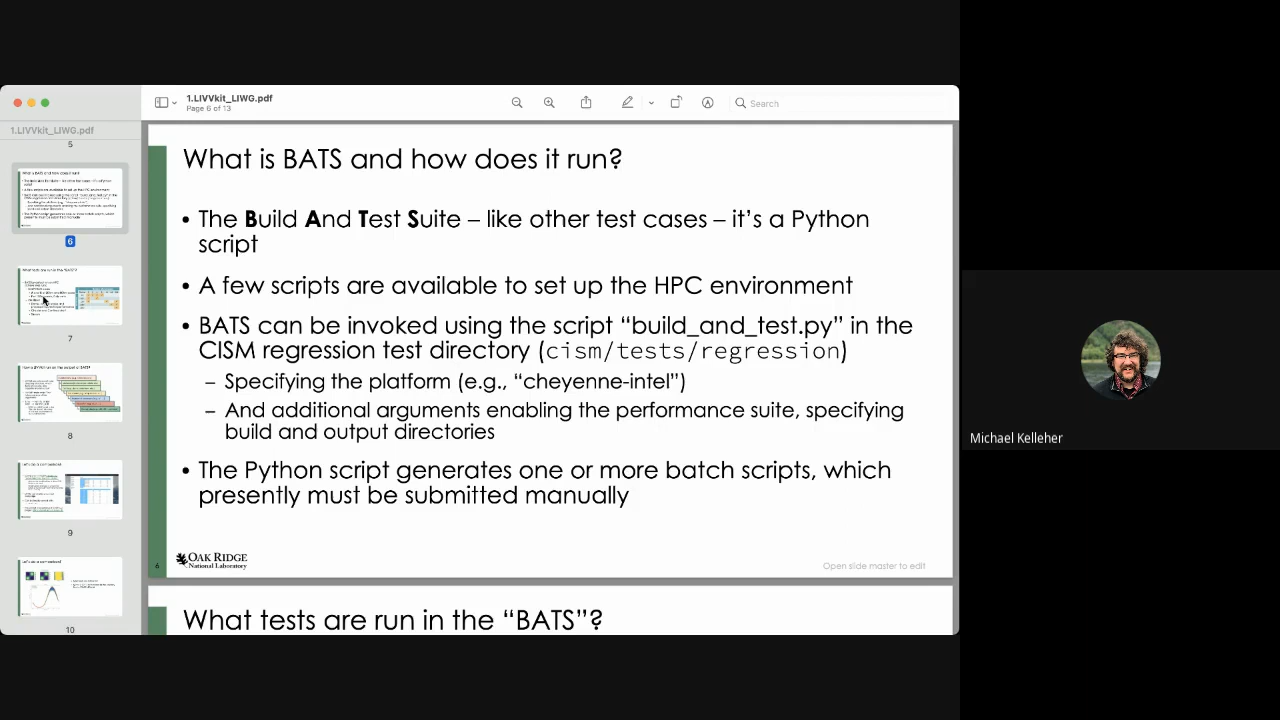 1.LIVVkit_LIWG.pdf
Page 6 of 13
Search
1.LIVVkit_LIWG.pdf
5
6
7
8
9
10
What is BATS and how does it run?
• The Build And Test Suite – like other test cases – it’s a Python
script
• A few scripts are available to set up the HPC environment
• BATS can be invoked using the script “build_and_test.py” in the
CISM regression test directory (cism/tests/regression)
– Specifying the platform (e.g., “cheyenne-intel”)
– And additional arguments enabling the performance suite, specifying
build and output directories
• The Python script generates one or more batch scripts, which
presently must be submitted manually
6
OAK RIDGE
National Laboratory
Open slide master to edit
What tests are run in the “BATS”?
Michael Kelleher